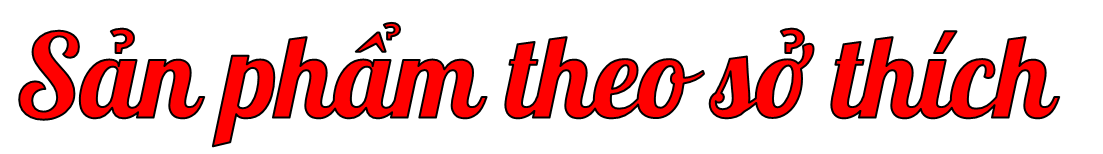 Sản phẩm theo sở thích